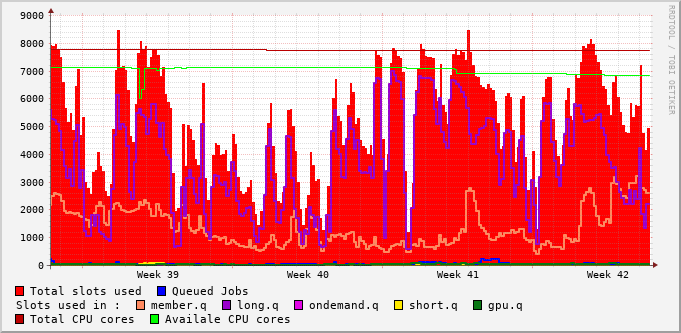 9000
8000
7000
6000
5000
4000
3000
2000
1000
0
Week 39 Week 40 Week 41 Week 42
RRDTOOL / TOBI OETIKER
Total slots used Queued Jobs
Slots used in : member.q long.q ondemand.q short.q gpu.q
Total CPU cores Availale CPU cores